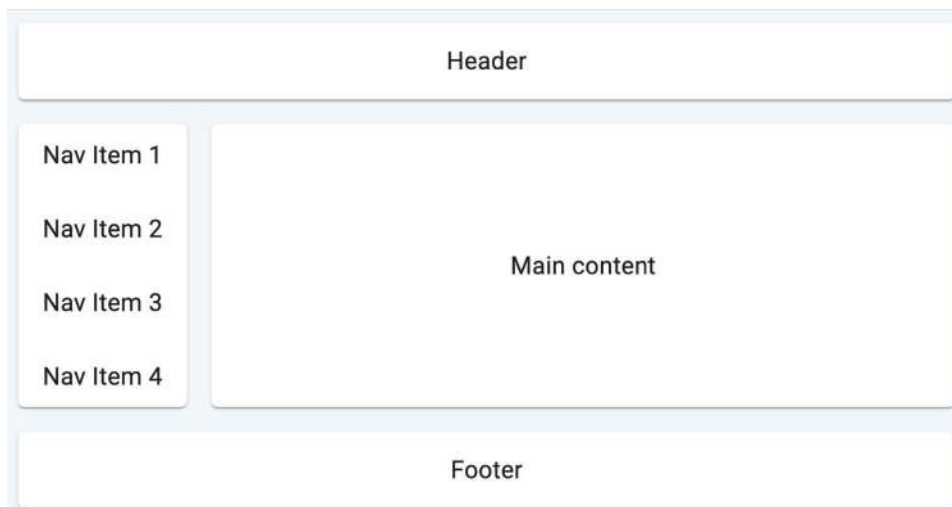 Header
Nav Item 1
Nav Item 2
Nav Item 3
Nav Item 4
Main content
Footer